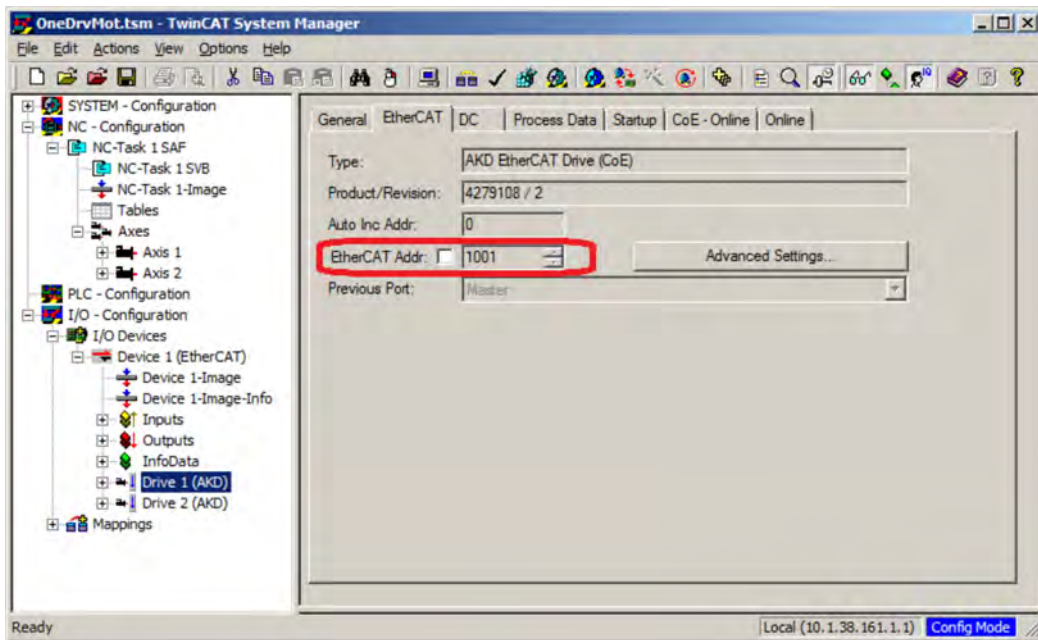 OneDrvMot.tsm - TwinCAT System Manager
File Edit Actions View Options Help
SYSTEM - Configuration
NC - Configuration
NC-Task 1 SAF
NC-Task 1 SVB
NC-Task 1-Image
Tables
Axes
Axis 1
Axis 2
PLC - Configuration
I/O - Configuration
I/O Devices
Device 1 (EtherCAT)
Device 1-Image
Device 1-Image-Info
Inputs
Outputs
InfoData
Drive 1 (AKD)
Drive 2 (AKD)
Mappings
General EtherCAT DC Process Data Startup CoE - Online Online
Type: AKD EtherCAT Drive (CoE)
Product/Revision: 4279108 / 2
Auto Inc Addr: 0
EtherCAT Addr: 1001 Advanced Settings...
Previous Port: Master
Ready Local (10.1.38.161.1.1) Config Mode